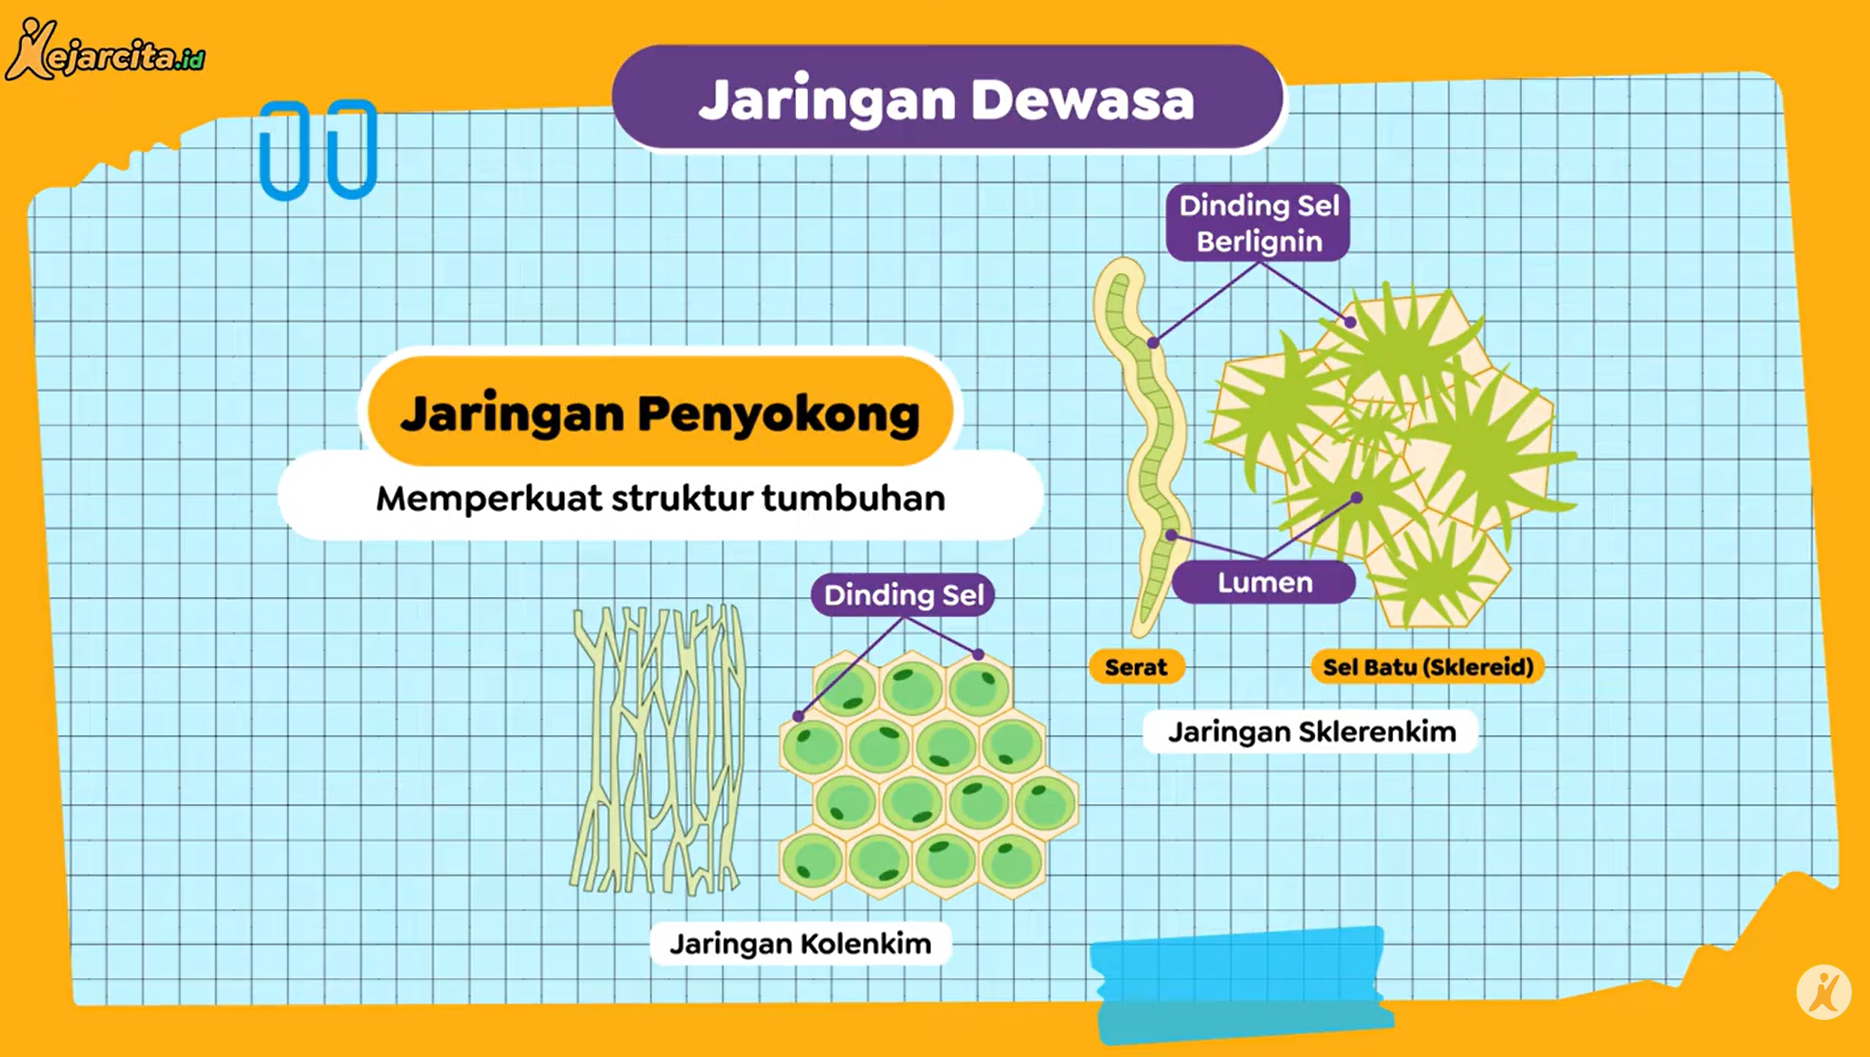 Kejarcita.id
Jaringan Dewasa
Dinding Sel
Berlignin
Jaringan Penyokong
Memperkuat struktur tumbuhan
Lumen
Dinding Sel
Serat
Sel Batu (Sklereid)
Jaringan Sklerenkim
Jaringan Kolenkim